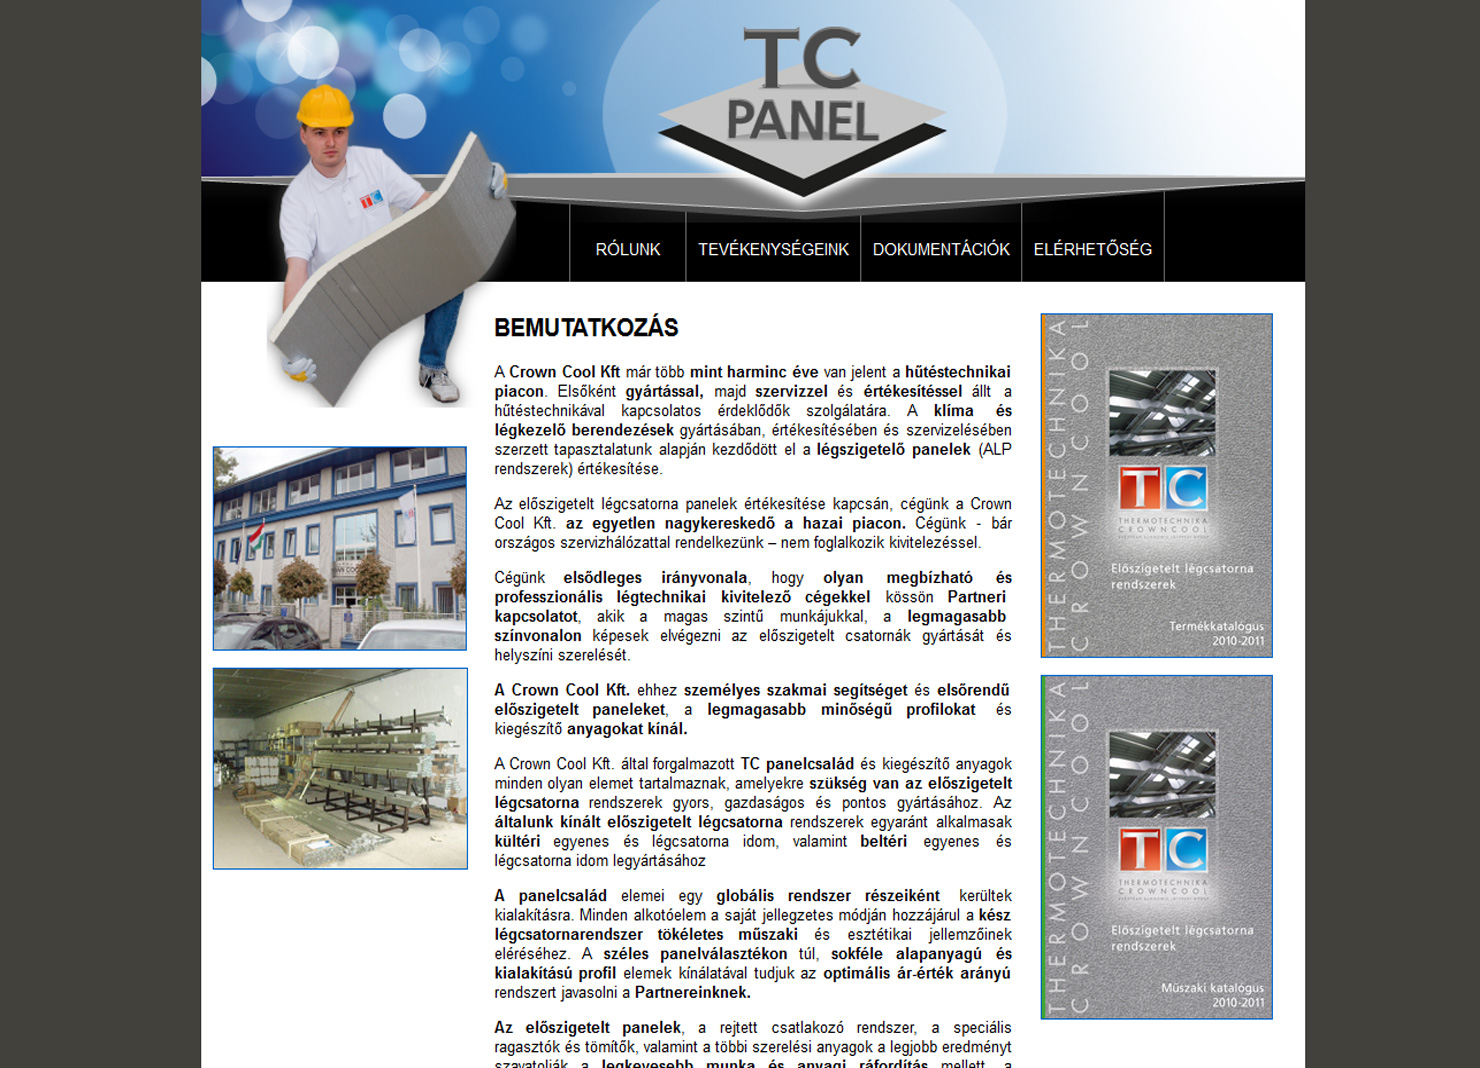 TC
PANEL
TC
RÓLUNK
TEVÉKENYSÉGEINK
DOKUMENTÁCIÓK
ELÉRHETŐSÉG
BEMUTATKOZÁS
A Crown Cool Kft már több mint harminc éve van jelent a hűtéstechnikai
piacon. Elsőként gyártással, majd szervizzel és értékesítéssel állt a
hűtéstechnikával kapcsolatos érdeklődők szolgálatára. A klíma és
légkezelő berendezések gyártásában, értékesítésében és szervizelésében
szerzett tapasztalatunk alapján kezdődött el a légszigetelő panelek (ALP
rendszerek) értékesítése.
Az előszigetelt légcsatorna panelek értékesítése kapcsán, cégünk a Crown
Cool Kft. az egyetlen nagykereskedő a hazai piacon. Cégünk - bár
országos szervizhálózattal rendelkezünk – nem foglalkozik kivitelezéssel.
Cégünk elsődleges irányvonala, hogy olyan megbízható és
professzionális légtechnikai kivitelező cégekkel kössön Partneri
kapcsolatot, akik a magas szintű munkájukkal, a legmagasabb
színvonalon képesek elvégezni az előszigetelt csatornák gyártását és
helyszíni szerelését.
A Crown Cool Kft. ehhez személyes szakmai segítséget és elsőrendű
előszigetelt paneleket, a legmagasabb minőségű profilokat és
kiegészítő anyagokat kínál.
A Crown Cool Kft. által forgalmazott TC panelcsalád és kiegészítő anyagok
minden olyan elemet tartalmaznak, amelyekre szükség van az előszigetelt
légcsatorna rendszerek gyors, gazdaságos és pontos gyártásához. Az
általunk kínált előszigetelt légcsatorna rendszerek egyaránt alkalmasak
kültéri egyenes és légcsatorna idom, valamint beltéri egyenes és
légcsatorna idom legyártásához
A panelcsalád elemei egy globális rendszer részeiként kerültek
kialakításra. Minden alkotóelem a saját jellegzetes módján hozzájárul a kész
légcsatornarendszer tökéletes műszaki és esztétikai jellemzőinek
eléréséhez. A széles panelválasztékon túl, sokféle alapanyagú és
kialakítású profil elemek kínálatával tudjuk az optimális ár-érték arányú
rendszert javasolni a Partnereinknek.
Az előszigetelt panelek, a rejtett csatlakozó rendszer, a speciális
ragasztók és tömítők, valamint a többi szerelési anyagok a legjobb eredményt
szavatolják a legkevesebb munka és anyagi ráfordítás mellett, a
THERMOTECHNIKA
CROWNCOOL
TC
THERMOTECHNIKA
CROWNCOOL
Előszigetelt légcsatorna
rendszerek
Termékkatalógus
2010-2011
THERMOTECHNIKA
CROWNCOOL
TC
THERMOTECHNIKA
CROWNCOOL
Előszigetelt légcsatorna
rendszerek
Műszaki katalógus
2010-2011